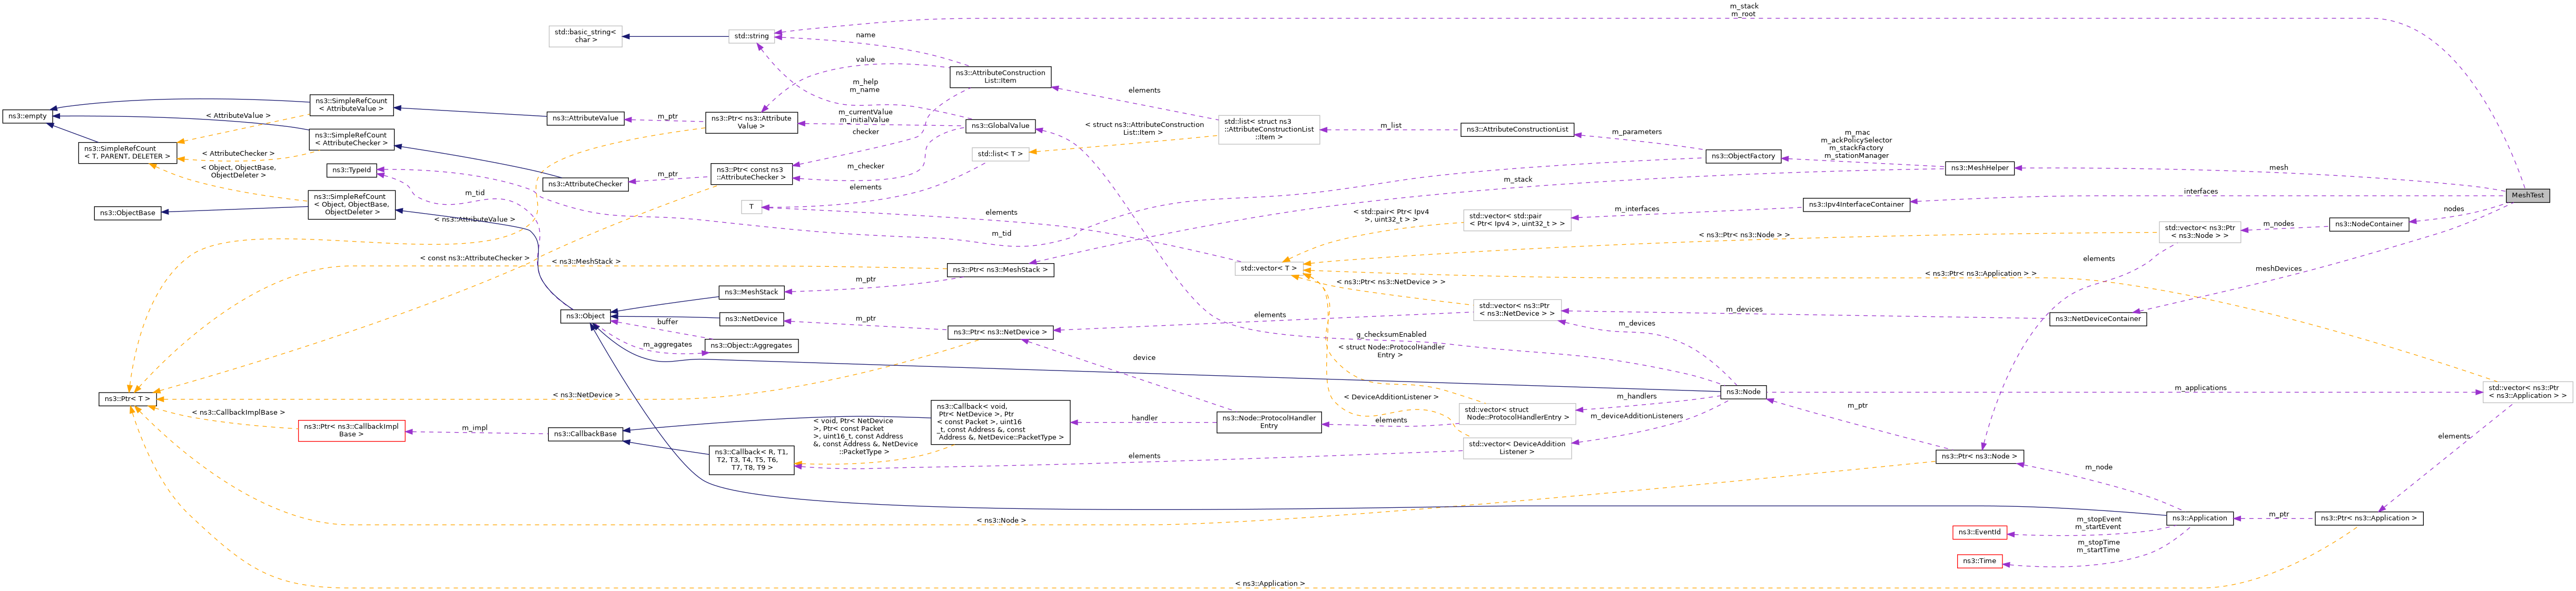 m_stack
m_root
std::basic_string<
char >
std::string
name
value
ns3::AttributeConstruction
List::Item
m_help
m_name
elements
ns3::SimpleRefCount
< AttributeValue >
ns3::empty
< AttributeValue >
ns3::AttributeValue
m_ptr
ns3::Ptr< ns3::Attribute
Value >
m_currentValue
m_initialValue
ns3::GlobalValue
checker
< struct ns3::AttributeConstruction
List::Item >
std::list< struct ns3
::AttributeConstructionList
::Item >
m_list
ns3::AttributeConstructionList
m_parameters
m_mac
m_ackPolicySelector
m_stackFactory
m_stationManager
ns3::SimpleRefCount
< AttributeChecker >
ns3::SimpleRefCount
< T, PARENT, DELETER >
< AttributeChecker >
std::list< T >
ns3::ObjectFactory
ns3::MeshHelper
mesh
< Object, ObjectBase,
ObjectDeleter >
ns3::TypeId
ns3::AttributeChecker
m_ptr
ns3::Ptr< const ns3
::AttributeChecker >
m_checker
elements
m_stack
interfaces
MeshTest
m_tid
ns3::SimpleRefCount
< Object, ObjectBase,
ObjectDeleter >
ns3::ObjectBase
T
elements
m_interfaces
ns3::Ipv4InterfaceContainer
nodes
< ns3::AttributeValue >
< std::pair< Ptr< Ipv4
>, uint32_t > >
std::vector< std::pair
< Ptr< Ipv4 >, uint32_t > >
m_nodes
ns3::NodeContainer
m_tid
< ns3::Ptr< ns3::Node > >
std::vector< ns3::Ptr
< ns3::Node > >
< const ns3::AttributeChecker >
< ns3::MeshStack >
ns3::Ptr< ns3::MeshStack >
std::vector< T >
elements
meshDevices
m_ptr
< ns3::Ptr< ns3::NetDevice > >
< ns3::Ptr< ns3::Application > >
ns3::MeshStack
ns3::Object
ns3::NetDevice
buffer
m_ptr
ns3::Ptr< ns3::NetDevice >
elements
std::vector< ns3::Ptr
< ns3::NetDevice > >
m_devices
m_devices
ns3::NetDeviceContainer
g_checksumEnabled
m_aggregates
ns3::Object::Aggregates
< struct Node::ProtocolHandler
Entry >
device
ns3::Ptr< T >
< ns3::NetDevice >
< DeviceAdditionListener >
ns3::Node
m_applications
std::vector< ns3::Ptr
< ns3::Application > >
m_handlers
m_ptr
< ns3::CallbackImplBase >
ns3::Ptr< ns3::CallbackImpl
Base >
m_impl
ns3::CallbackBase
< void, Ptr< NetDevice
>, Ptr< const Packet
>, uint16_t, const Address
&, const Address &, NetDevice
::PacketType >
ns3::Callback< void,
Ptr< NetDevice >, Ptr
< const Packet >, uint16
_t, const Address &, const
Address &, NetDevice::PacketType >
handler
ns3::Node::ProtocolHandler
Entry
elements
std::vector< struct
Node::ProtocolHandlerEntry >
m_deviceAdditionListeners
ns3::Callback< R, T1,
T2, T3, T4, T5, T6,
T7, T8, T9 >
elements
std::vector< DeviceAddition
Listener >
elements
ns3::Ptr< ns3::Node >
m_node
< ns3::Node >
m_stopEvent
m_startEvent
ns3::EventId
ns3::Application
m_ptr
ns3::Ptr< ns3::Application >
m_stopTime
m_startTime
ns3::Time
< ns3::Application >